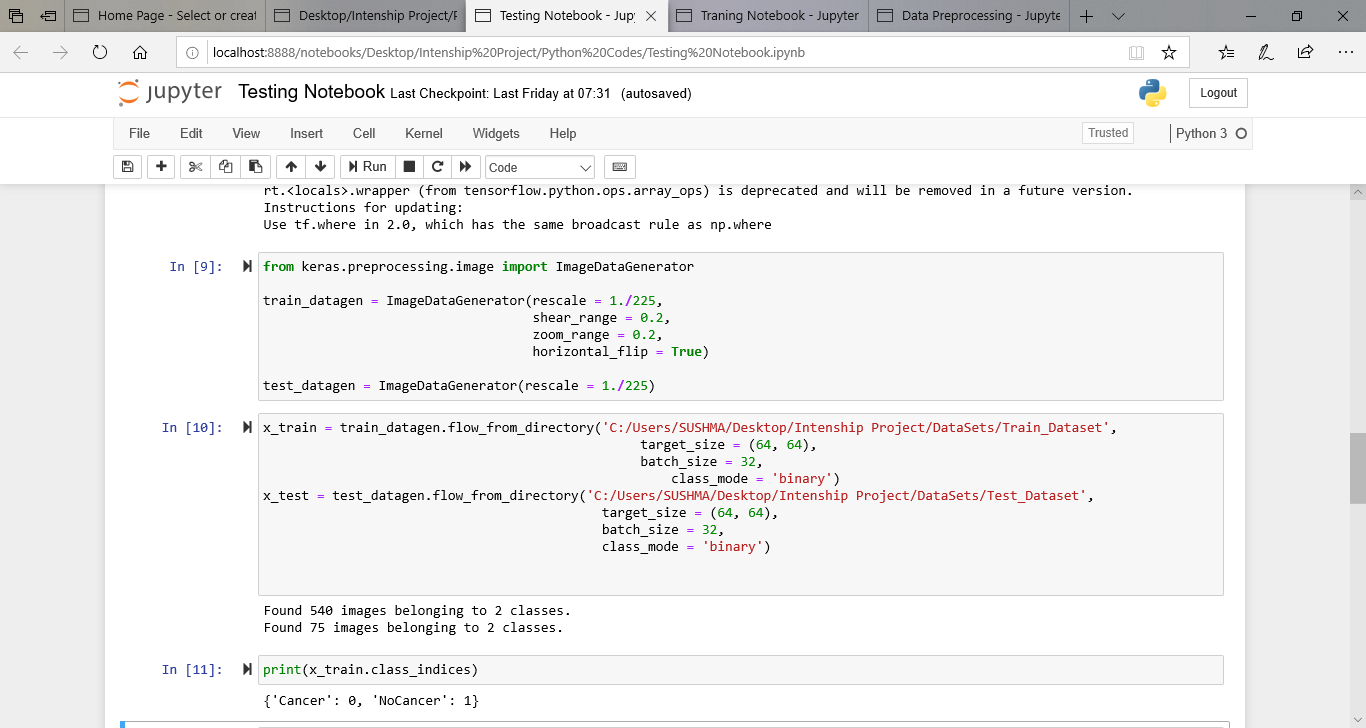 Home Page - Select or creat
Desktop/Intenship Project/F
Testing Notebook - Jupy
Traning Notebook - Jupyter
Data Preprocessing - Jupyte
localhost:8888/notebooks/Desktop/Intenship%20Project/Python%20Codes/Testing%20Notebook.ipynb
jupyter Testing Notebook Last Checkpoint: Last Friday at 07:31 (autosaved)
Logout
File Edit View Insert Cell Kernel Widgets Help
Trusted
Python 3
Run
Code
rt.<locals>.wrapper (from tensorflow.python.ops.array_ops) is deprecated and will be removed in a future version.
Instructions for updating:
Use tf.where in 2.0, which has the same broadcast rule as np.where
In [9]:
from keras.preprocessing.image import ImageDataGenerator
train_datagen = ImageDataGenerator(rescale = 1./225,
shear_range = 0.2,
zoom_range = 0.2,
horizontal_flip = True)
test_datagen = ImageDataGenerator(rescale = 1./225)
In [10]:
x_train = train_datagen.flow_from_directory('C:/Users/SUSHMA/Desktop/Intenship Project/DataSets/Train_Dataset',
target_size = (64, 64),
batch_size = 32,
class_mode = 'binary')
x_test = test_datagen.flow_from_directory('C:/Users/SUSHMA/Desktop/Intenship Project/DataSets/Test_Dataset',
target_size = (64, 64),
batch_size = 32,
class_mode = 'binary')
Found 540 images belonging to 2 classes.
Found 75 images belonging to 2 classes.
In [11]:
print(x_train.class_indices)
{'Cancer': 0, 'NoCancer': 1}